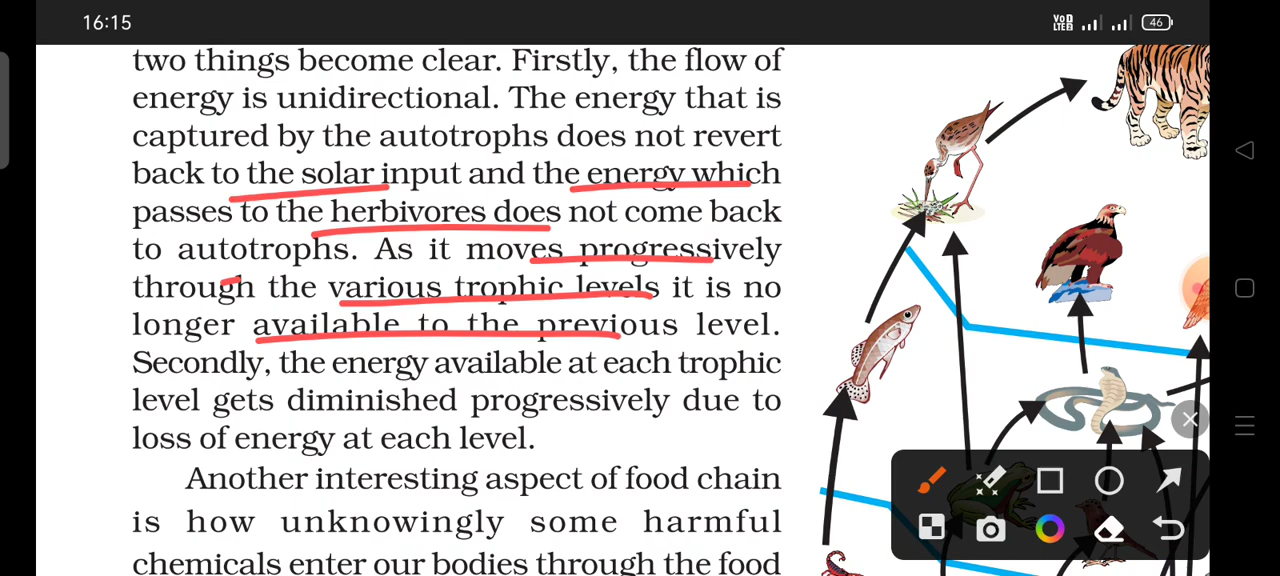 16:15
Vo LTE2 46
two things become clear. Firstly, the flow of
energy is unidirectional. The energy that is
captured by the autotrophs does not revert
back to the solar input and the energy which
passes to the herbivores does not come back
to autotrophs. As it moves progressively
through the various trophic levels it is no
longer available to the previous level.
Secondly, the energy available at each trophic
level gets diminished progressively due to
loss of energy at each level.
Another interesting aspect of food chain
is how unknowingly some harmful
chemicals enter our bodies through the food